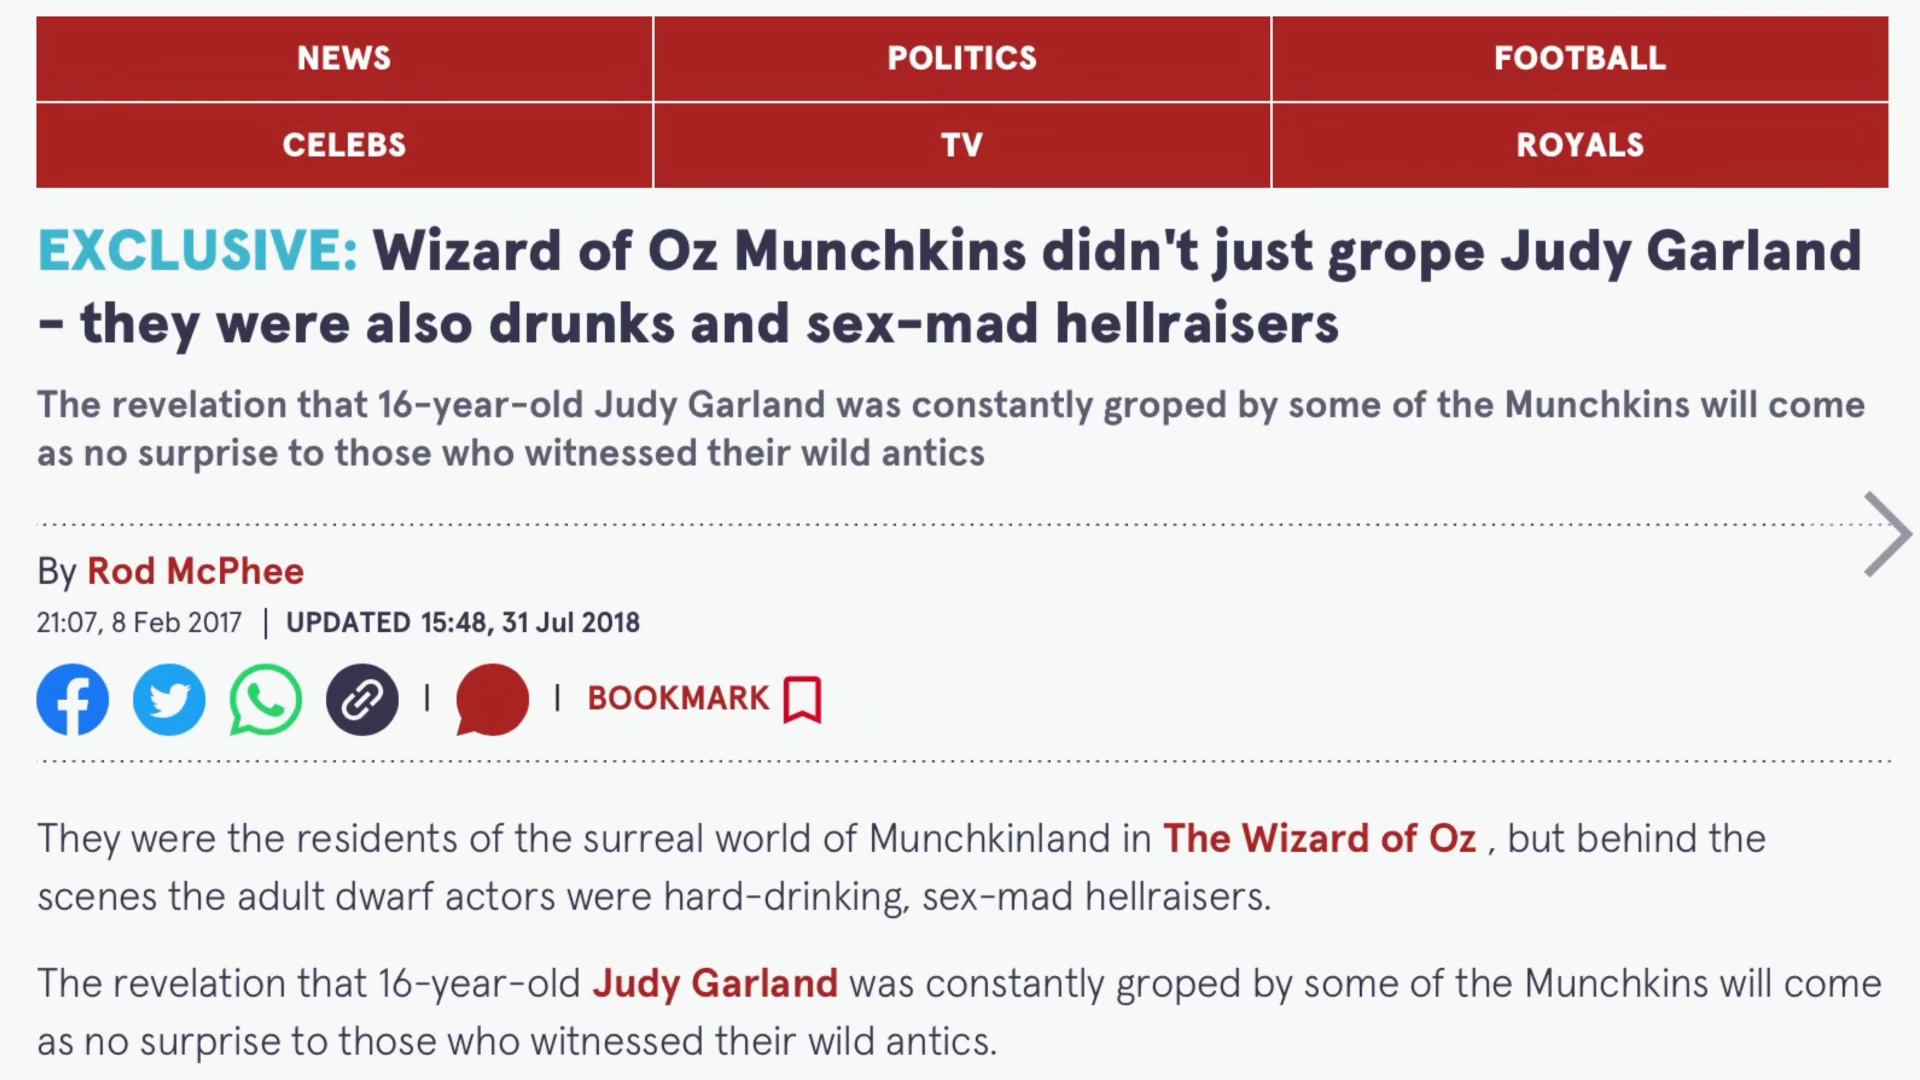 NEWS
POLITICS
FOOTBALL
CELEBS
TV
ROYALS
EXCLUSIVE: Wizard of Oz Munchkins didn't just grope Judy Garland
– they were also drunks and sex-mad hellraisers
The revelation that 16-year-old Judy Garland was constantly groped by some of the Munchkins will come
as no surprise to those who witnessed their wild antics
By Rod McPhee
21:07, 8 Feb 2017 | UPDATED 15:48, 31 Jul 2018
| | BOOKMARK
They were the residents of the surreal world of Munchkinland in The Wizard of Oz , but behind the
scenes the adult dwarf actors were hard-drinking, sex-mad hellraisers.
The revelation that 16-year-old Judy Garland was constantly groped by some of the Munchkins will come
as no surprise to those who witnessed their wild antics.